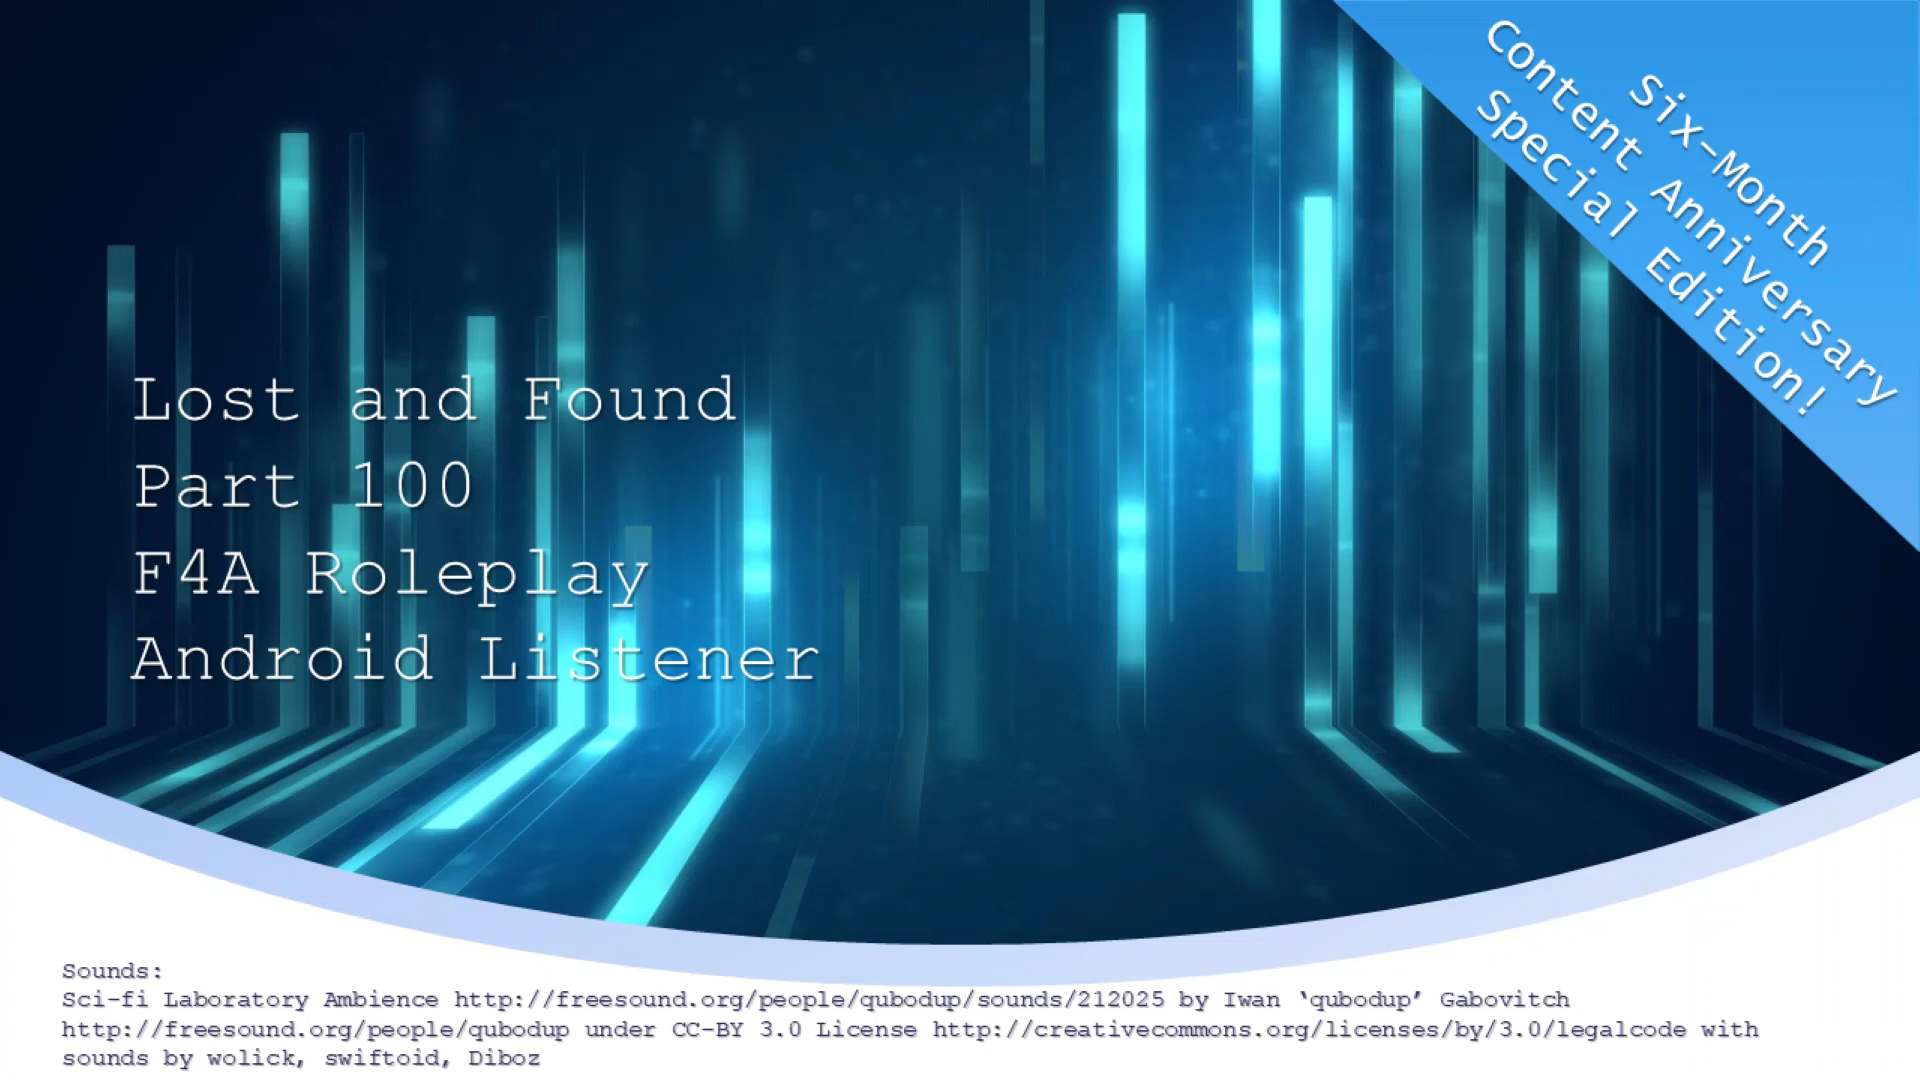 Six-Month
Content Anniversary
Special Edition!
Lost and Found
Part 100
F4A Roleplay
Android Listener
Sounds:
Sci-fi Laboratory Ambience http://freesound.org/people/qubodup/sounds/212025 by Iwan ‘qubodup’ Gabovitch
http://freesound.org/people/qubodup under CC-BY 3.0 License http://creativecommons.org/licenses/by/3.0/legalcode with
sounds by wolick, swiftoid, Diboz